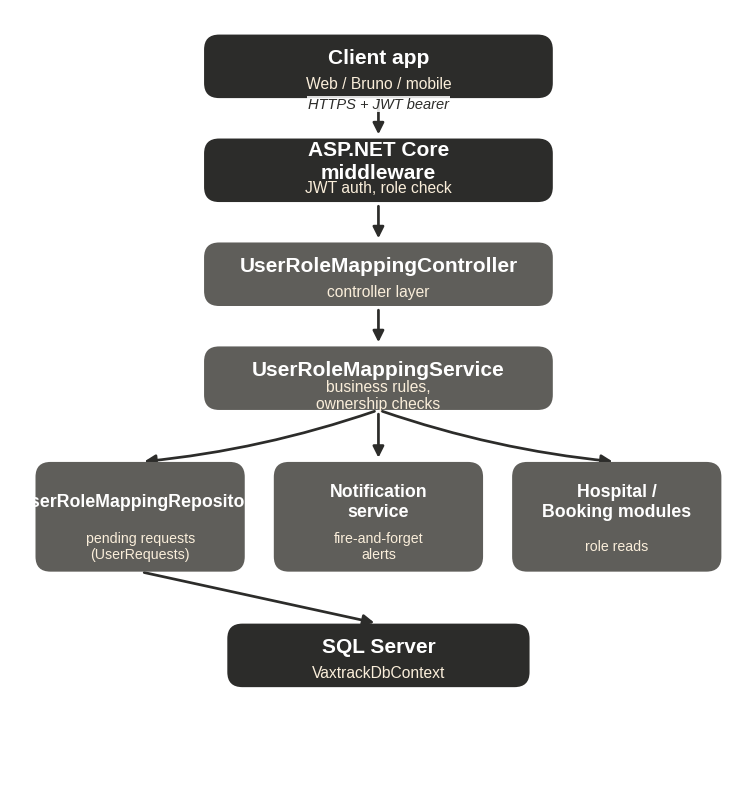 Client app
Web / Bruno / mobile
HTTPS + JWT bearer
ASP.NET Core
middleware
JWT auth, role check
UserRoleMappingController
controller layer
UserRoleMappingService
business rules,
ownership checks
serRoleMappingReposito
pending requests
(UserRequests)
Notification
service
fire-and-forget
alerts
Hospital /
Booking modules
role reads
SQL Server
VaxtrackDbContext